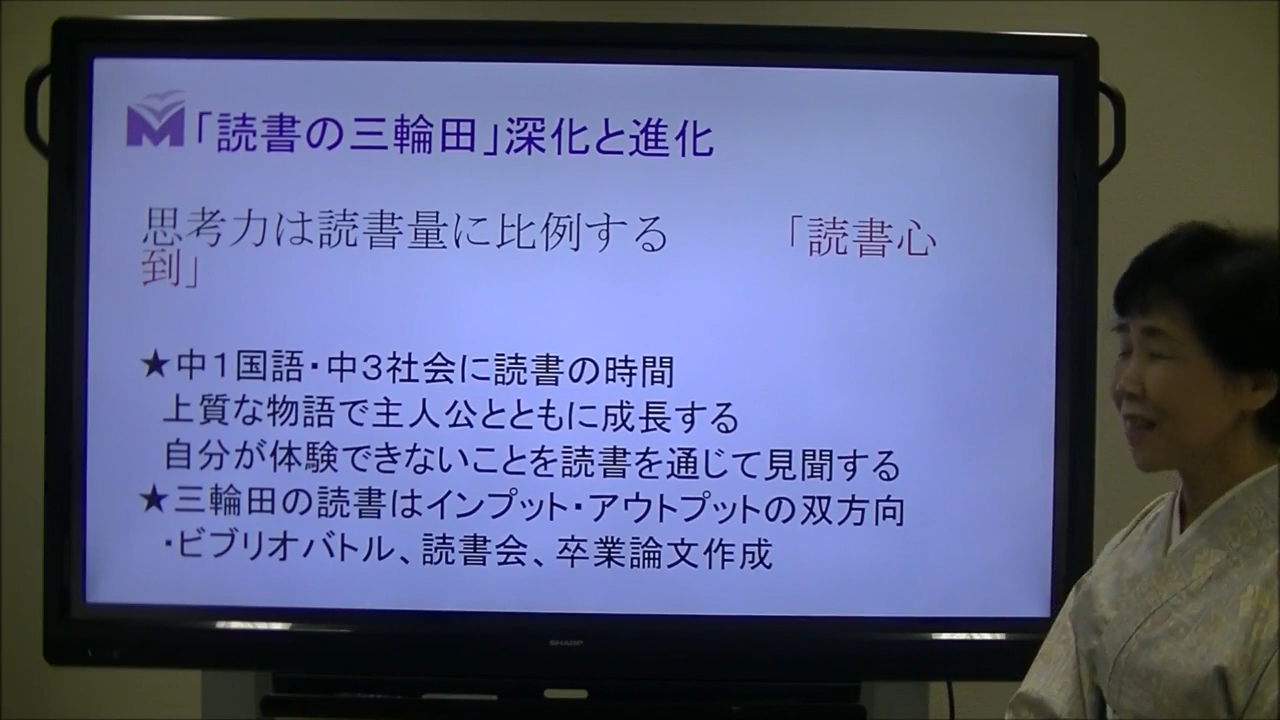 「読書の三輪田」深化と進化
思考力は読書量に比例する 「読書心
到」
★中１国語・中３社会に読書の時間
上質な物語で主人公とともに成長する
自分が体験できないことを読書を通じて見聞する
★三輪田の読書はインプット・アウトプットの双方向
・ビブリオバトル、読書会、卒業論文作成
SHARP